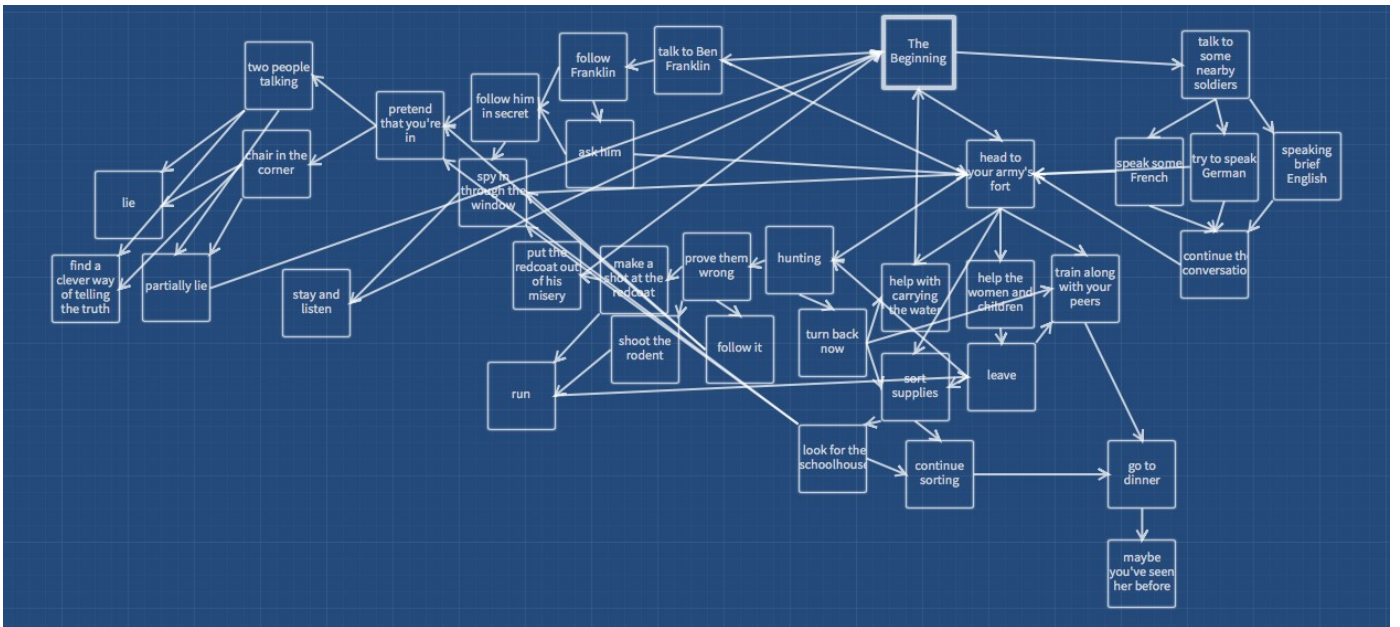 The
Beginning
talk to
some
nearby
soldiers
talk to Ben
Franklin
follow
Franklin
two people
talking
follow him
in secret
pretend
that you're
in
ask him
chair in the
corner
spy in
through the
window
head to
your army's
fort
speak some
French
try to speak
German
speaking
brief
English
lie
find a
clever way
of telling
the truth
partially lie
stay and
listen
put the
redcoat out
of his
misery
make a
shot at the
redcoat
prove them
wrong
hunting
help with
carrying
the water
help the
women and
children
train along
with your
peers
continue th
conversatio
shoot the
rodent
follow it
turn back
now
run
sort
supplies
leave
look for the
schoolhous
continue
sorting
go to
dinner
maybe
you've seen
her before